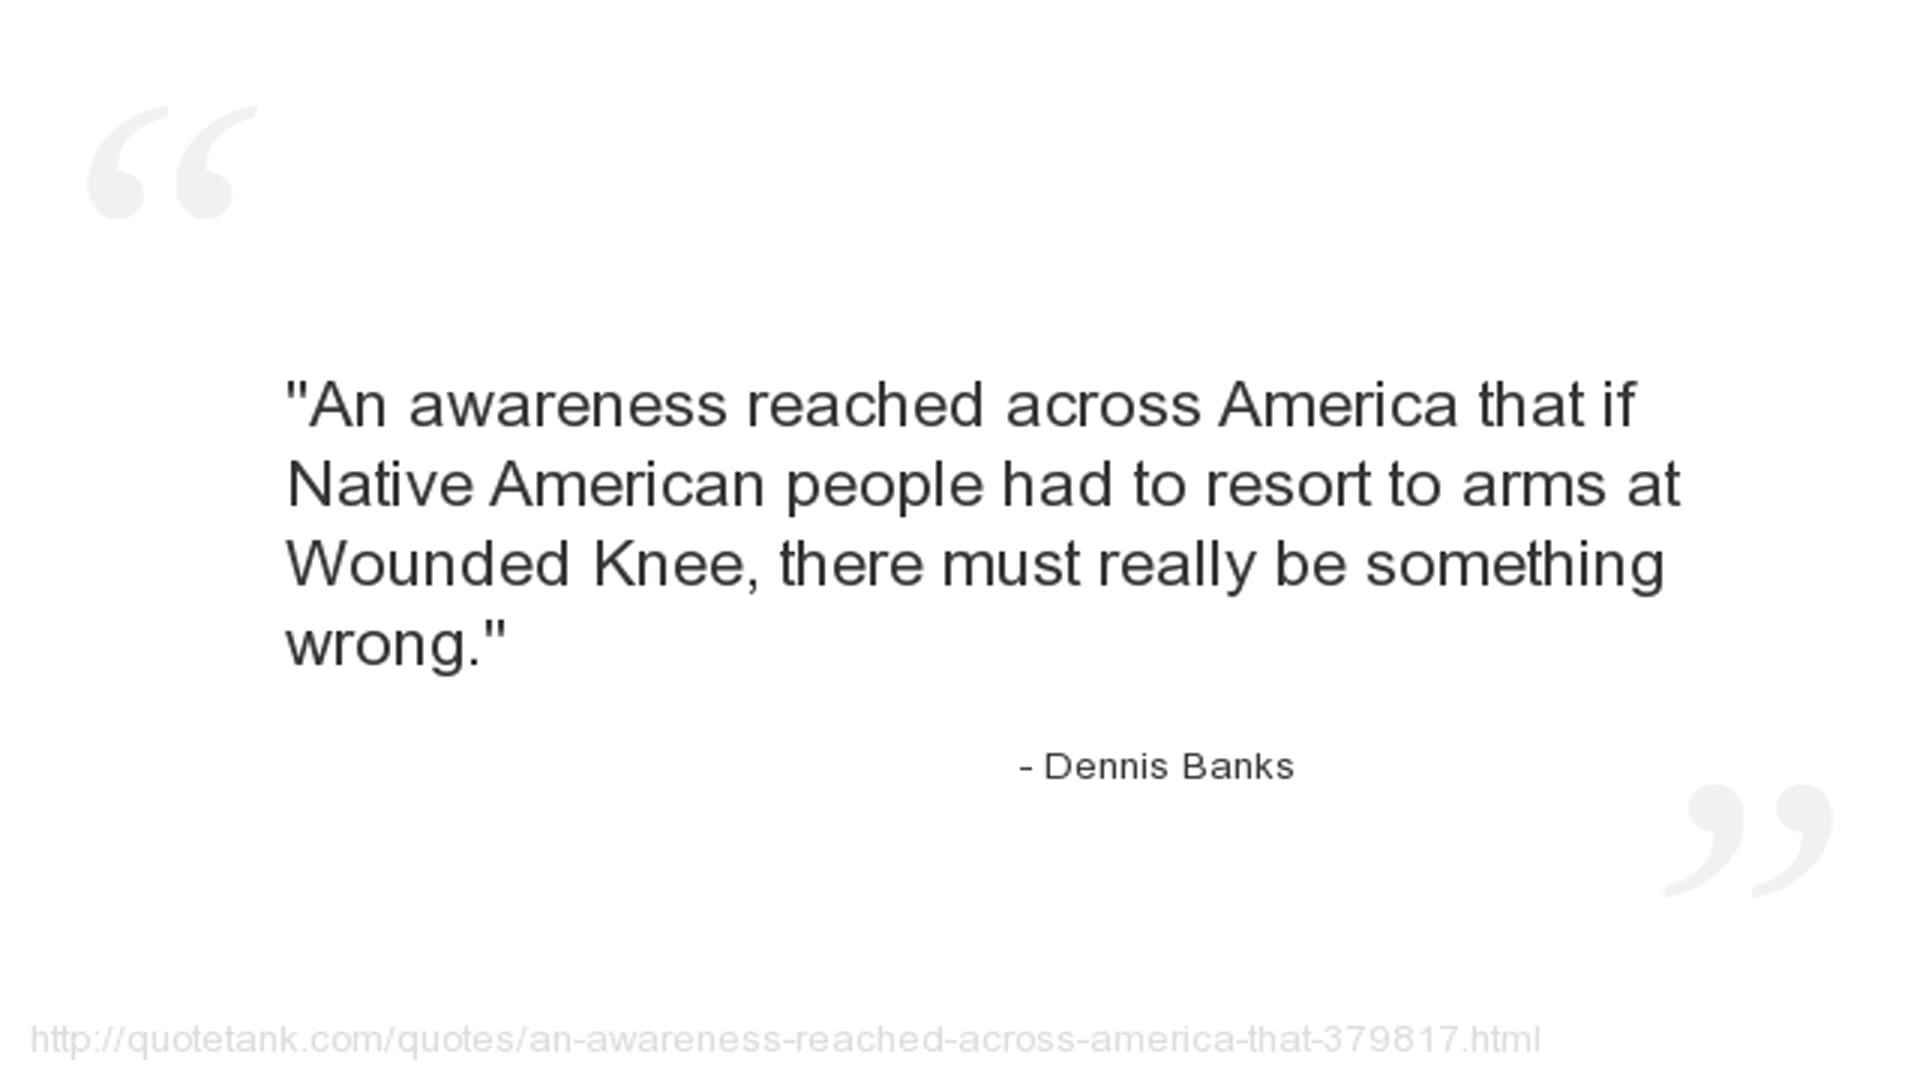 "An awareness reached across America that if
Native American people had to resort to arms at
Wounded Knee, there must really be something
wrong."
- Dennis Banks
http://quotetank.com/quotes/an-awareness-reached-across-america-that-379817.html